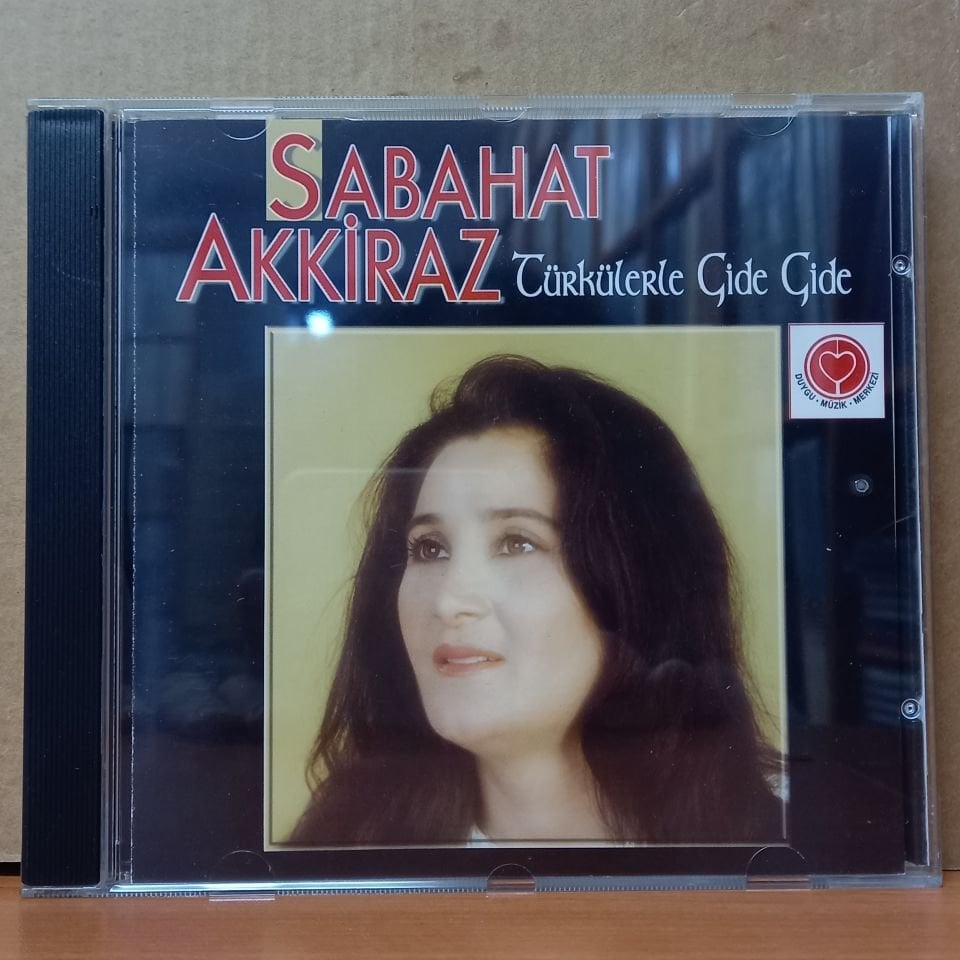 SABAHAT
AKKİRAZ
Türkülerle Gide Gide
DUYGU • MÜZİK • MERKEZİ